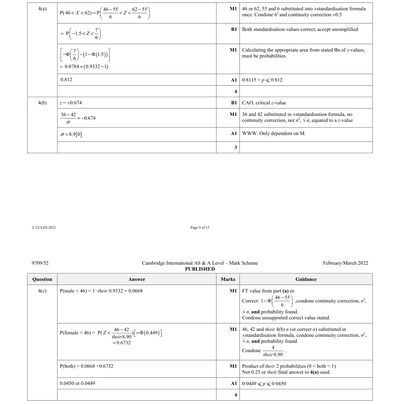 4(a) P(46 < X < 62) = P((46 − 55)/6 < Z < (62 − 55)/6) M1 46 or 62, 55 and 6 substituted into ±standardisation formula
once. Condone 6² and continuity correction ±0.5
= P(−1.5 < Z < 7/6) B1 Both standardisation values correct, accept unsimplified
[=Φ(7/6) − (1 − Φ(1.5))] M1 Calculating the appropriate area from stated Φs of z-values,
must be probabilities.
= 0.8784 + (0.9332 − 1)
0.812 A1 0·8115 < p ⩽ 0·812
4
4(b) z = ±0.674 B1 CAO, critical z-value
(36 − 42)/σ = −0.674 M1 36 and 42 substituted in ±standardisation formula, no
continuity correction, not σ², √σ, equated to a z-value
σ = 8.9[0] A1 WWW. Only dependent on M.
3
© UCLES 2022 Page 9 of 13
9709/52 Cambridge International AS & A Level – Mark Scheme February/March 2022
PUBLISHED
Question Answer Marks Guidance
4(c) P(male < 46) = 1− their 0.9332 = 0.0668 M1 FT value from part (a) or
Correct: 1 − Φ((46 − 55)/6), condone continuity correction, σ²,
√σ, and probability found.
Condone unsupported correct value stated.
P(female < 46) = P(Z < (46 − 42)/their 8.90) [= Φ(0.449)] M1 46, 42 and their 4(b) σ (or correct σ) substituted in
±standardisation formula, condone continuity correction, σ²,
√σ, and probability found
= 0.6732 Condone 4/their 8.90.
P(both) = 0.0668 ×0.6732 M1 Product of their 2 probabilities (0 < both < 1)
Not 0.25 or their final answer to 4(a) used.
0.0450 or 0.0449 A1 0·0449 ⩽ p ⩽ 0·0450
4